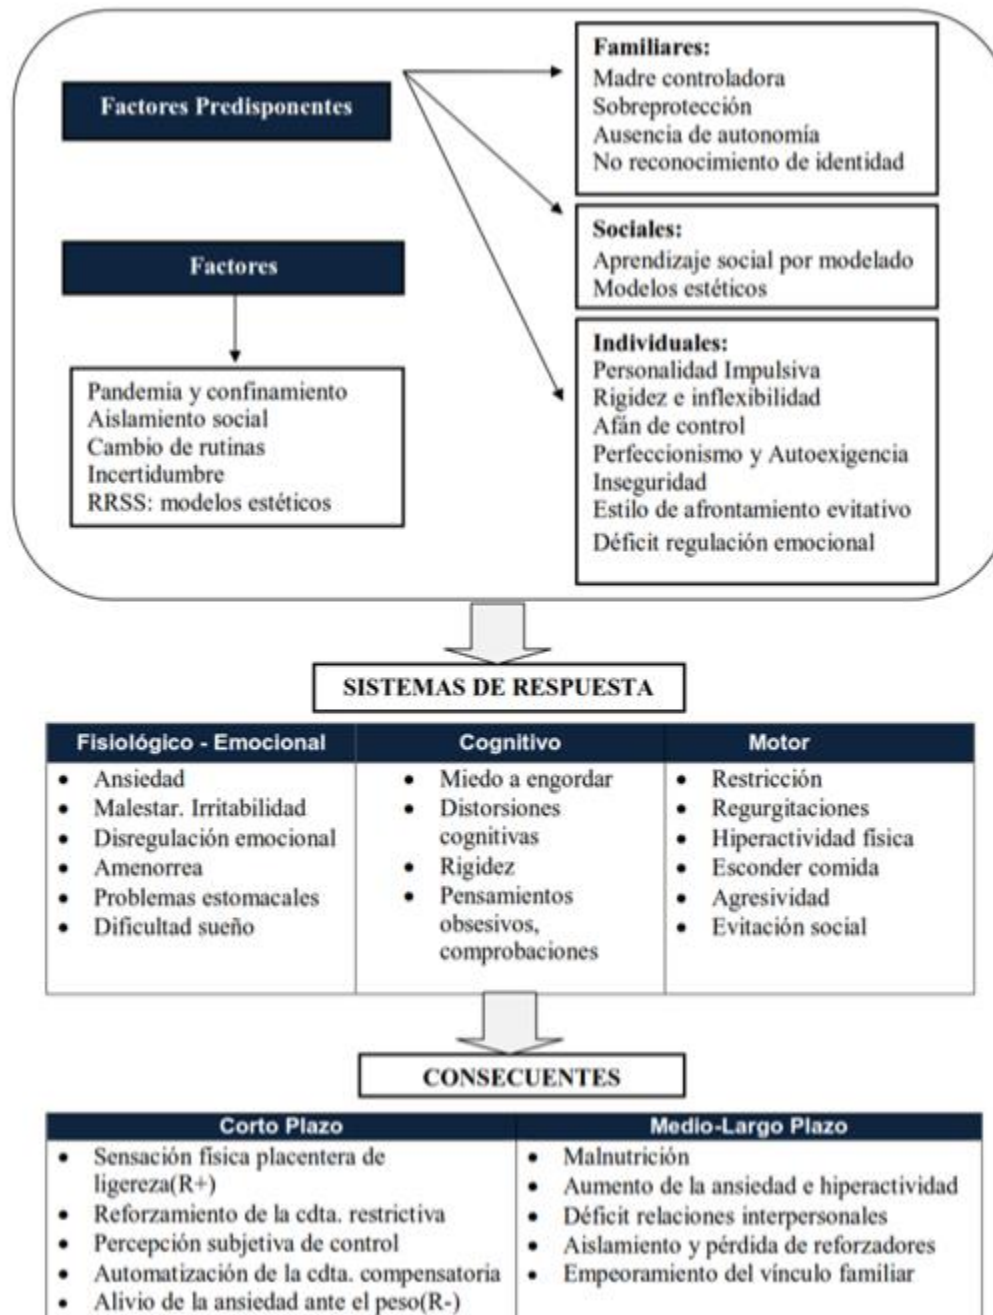 Factores Predisponentes
Familiares:
Madre controladora
Sobreprotección
Ausencia de autonomía
No reconocimiento de identidad
Sociales:
Aprendizaje social por modelado
Modelos estéticos
Individuales:
Personalidad Impulsiva
Rigidez e inflexibilidad
Afán de control
Perfeccionismo y Autoexigencia
Inseguridad
Estilo de afrontamiento evitativo
Déficit regulación emocional
Factores
Pandemia y confinamiento
Aislamiento social
Cambio de rutinas
Incertidumbre
RRSS: modelos estéticos
SISTEMAS DE RESPUESTA
Fisiológico - Emocional
• Ansiedad
• Malestar. Irritabilidad
• Disregulación emocional
• Amenorrea
• Problemas estomacales
• Dificultad sueño
Cognitivo
• Miedo a engordar
• Distorsiones
cognitivas
• Rigidez
• Pensamientos
obsesivos,
comprobaciones
Motor
• Restricción
• Regurgitaciones
• Hiperactividad física
• Esconder comida
• Agresividad
• Evitación social
CONSECUENTES
Corto Plazo
• Sensación física placentera de
ligereza(R+)
• Reforzamiento de la cdta. restrictiva
• Percepción subjetiva de control
• Automatización de la cdta. compensatoria
• Alivio de la ansiedad ante el peso(R-)
Medio-Largo Plazo
• Malnutrición
• Aumento de la ansiedad e hiperactividad
• Déficit relaciones interpersonales
• Aislamiento y pérdida de reforzadores
• Empeoramiento del vínculo familiar